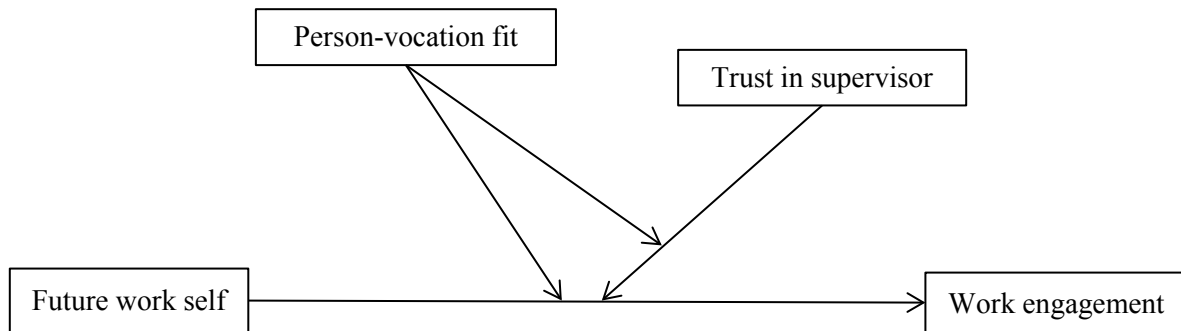 Person-vocation fit
Trust in supervisor
Future work self
Work engagement